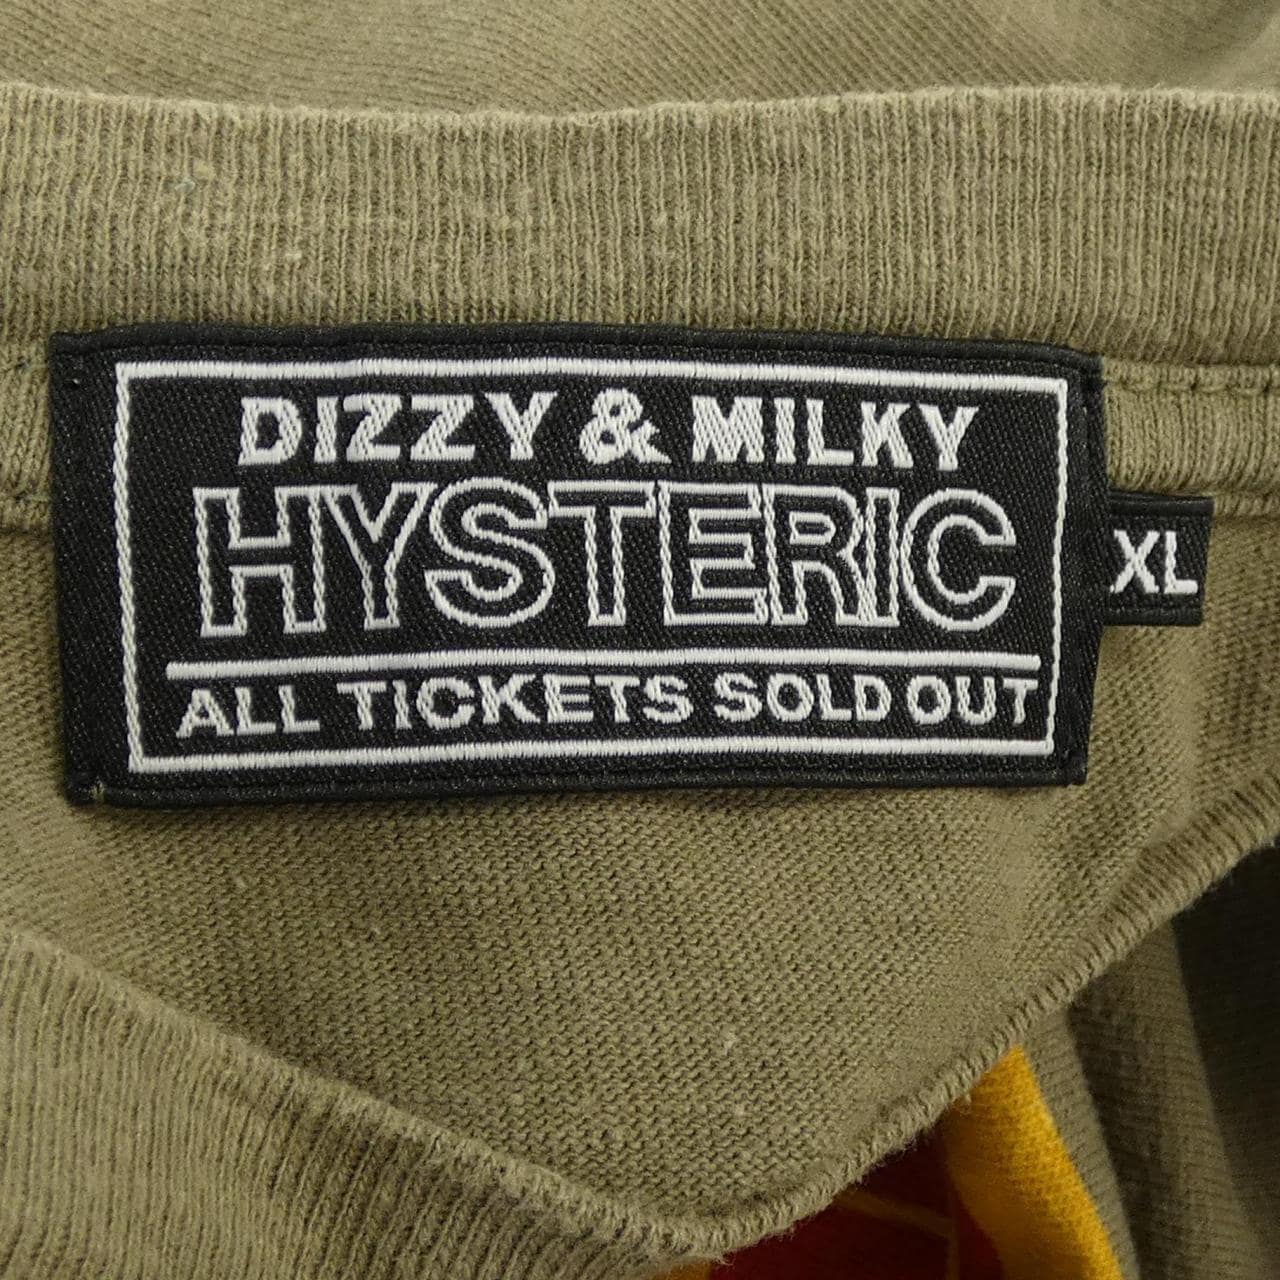 DIZZY & MILKY
HYSTERIC
ALL TICKETS SOLD OUT
XL